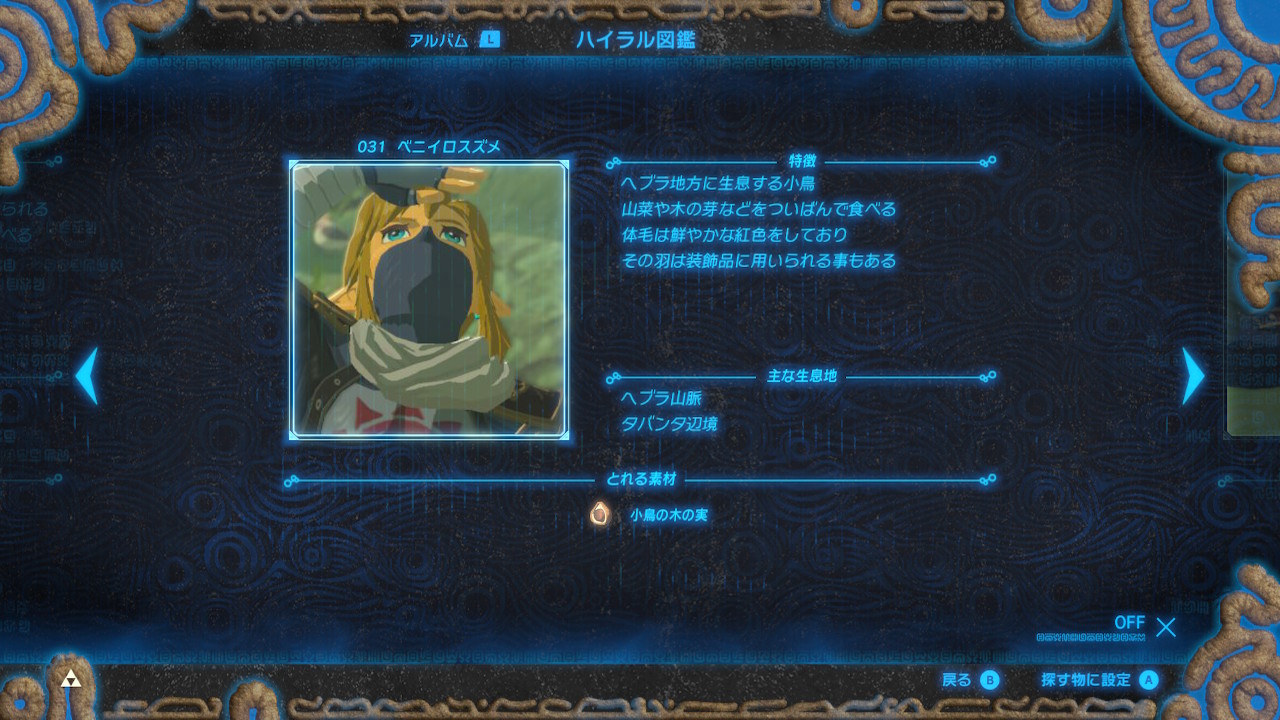 アルバム L
ハイラル図鑑
031 ベニイロスズメ
特徴
ヘブラ地方に生息する小鳥
山菜や木の芽などをついばんで食べる
体毛は鮮やかな紅色をしており
その羽は装飾品に用いられる事もある
主な生息地
ヘブラ山脈
タバンタ辺境
とれる素材
小鳥の木の実
OFF
戻る B
探す物に設定 A